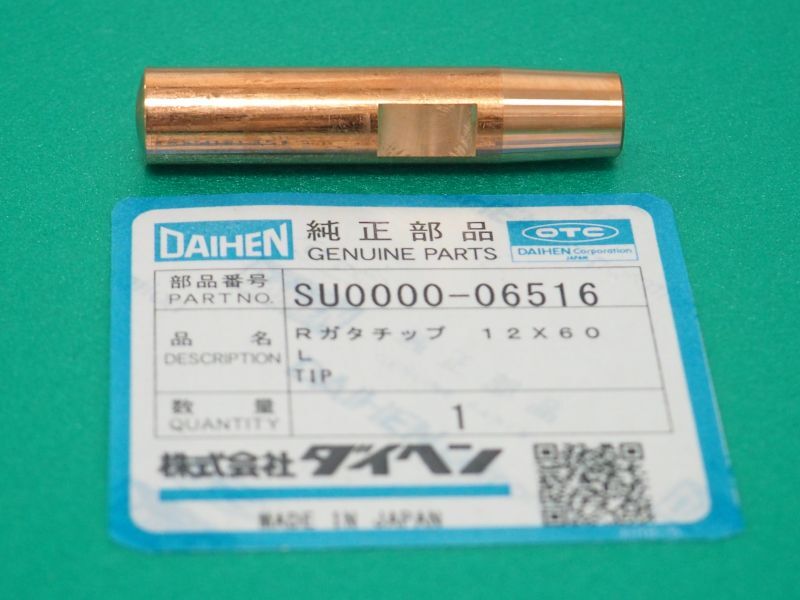 DAIHEN 純正部品 OTC
GENUINE PARTS DAIHEN Corporation
JAPAN
部品番号 SU0000-06516
PART NO.
品名 Rガタチップ 12X60
DESCRIPTION L
TIP
数量 1
QUANTITY
株式会社 ダイヘン
MADE IN JAPAN